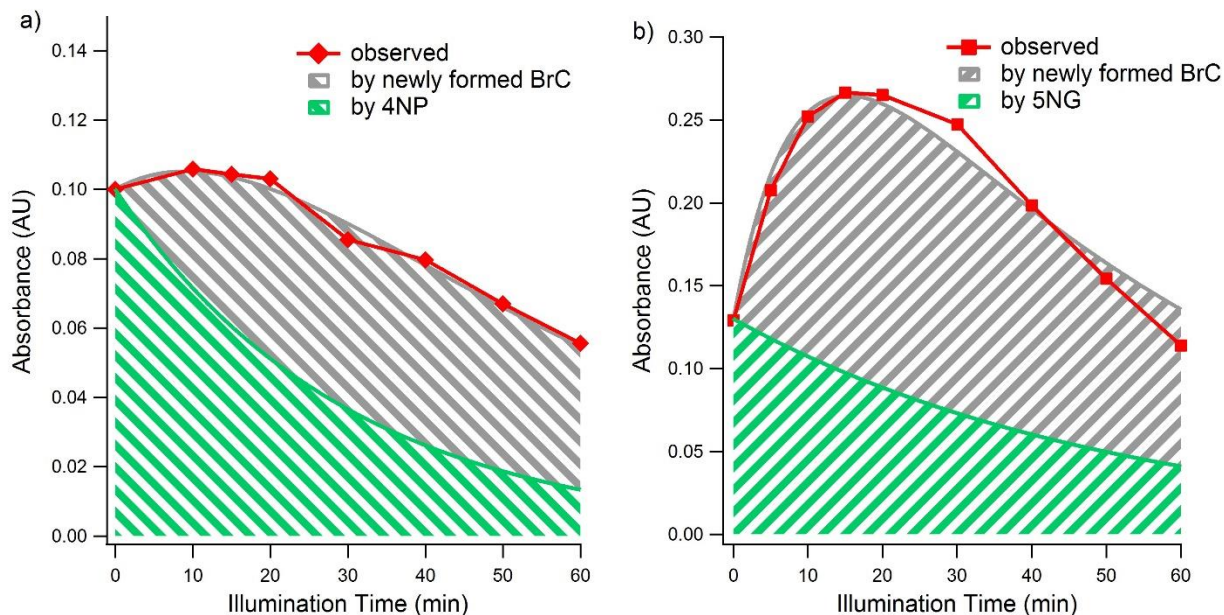 a)
observed
by newly formed BrC
by 4NP
0.14
0.12
0.10
0.08
0.06
0.04
0.02
0.00
Absorbance (AU)
0 10 20 30 40 50 60
Illumination Time (min)
b)
observed
by newly formed BrC
by 5NG
0.30
0.25
0.20
0.15
0.10
0.05
0.00
Absorbance (AU)
0 10 20 30 40 50 60
Illumination Time (min)